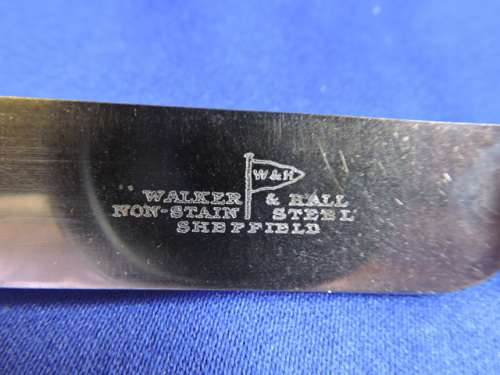 W&H
WALKER & HALL
NON-STAIN STEEL
SHEFFIELD